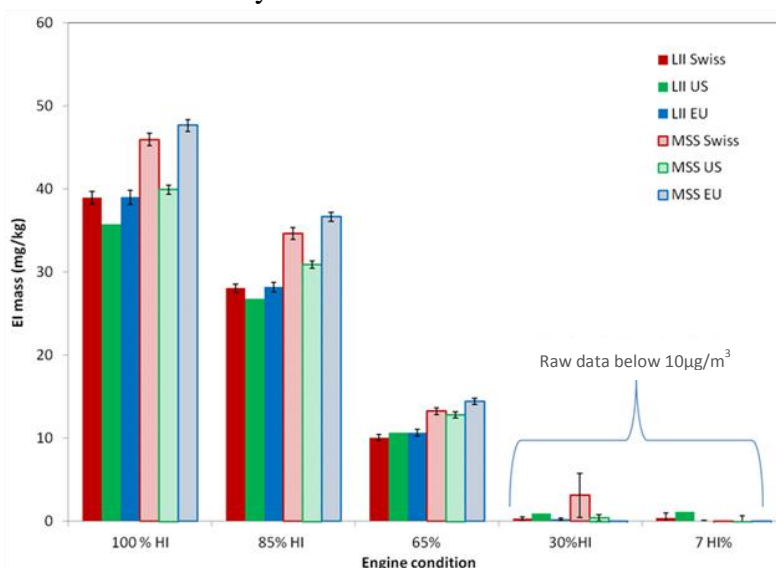 60
50
40
30
20
10
0
EI mass (mg/kg)
LII Swiss
LII US
LII EU
MSS Swiss
MSS US
MSS EU
Raw data below 10µg/m³
100 % HI 85% HI 65% 30%HI 7 HI%
Engine condition